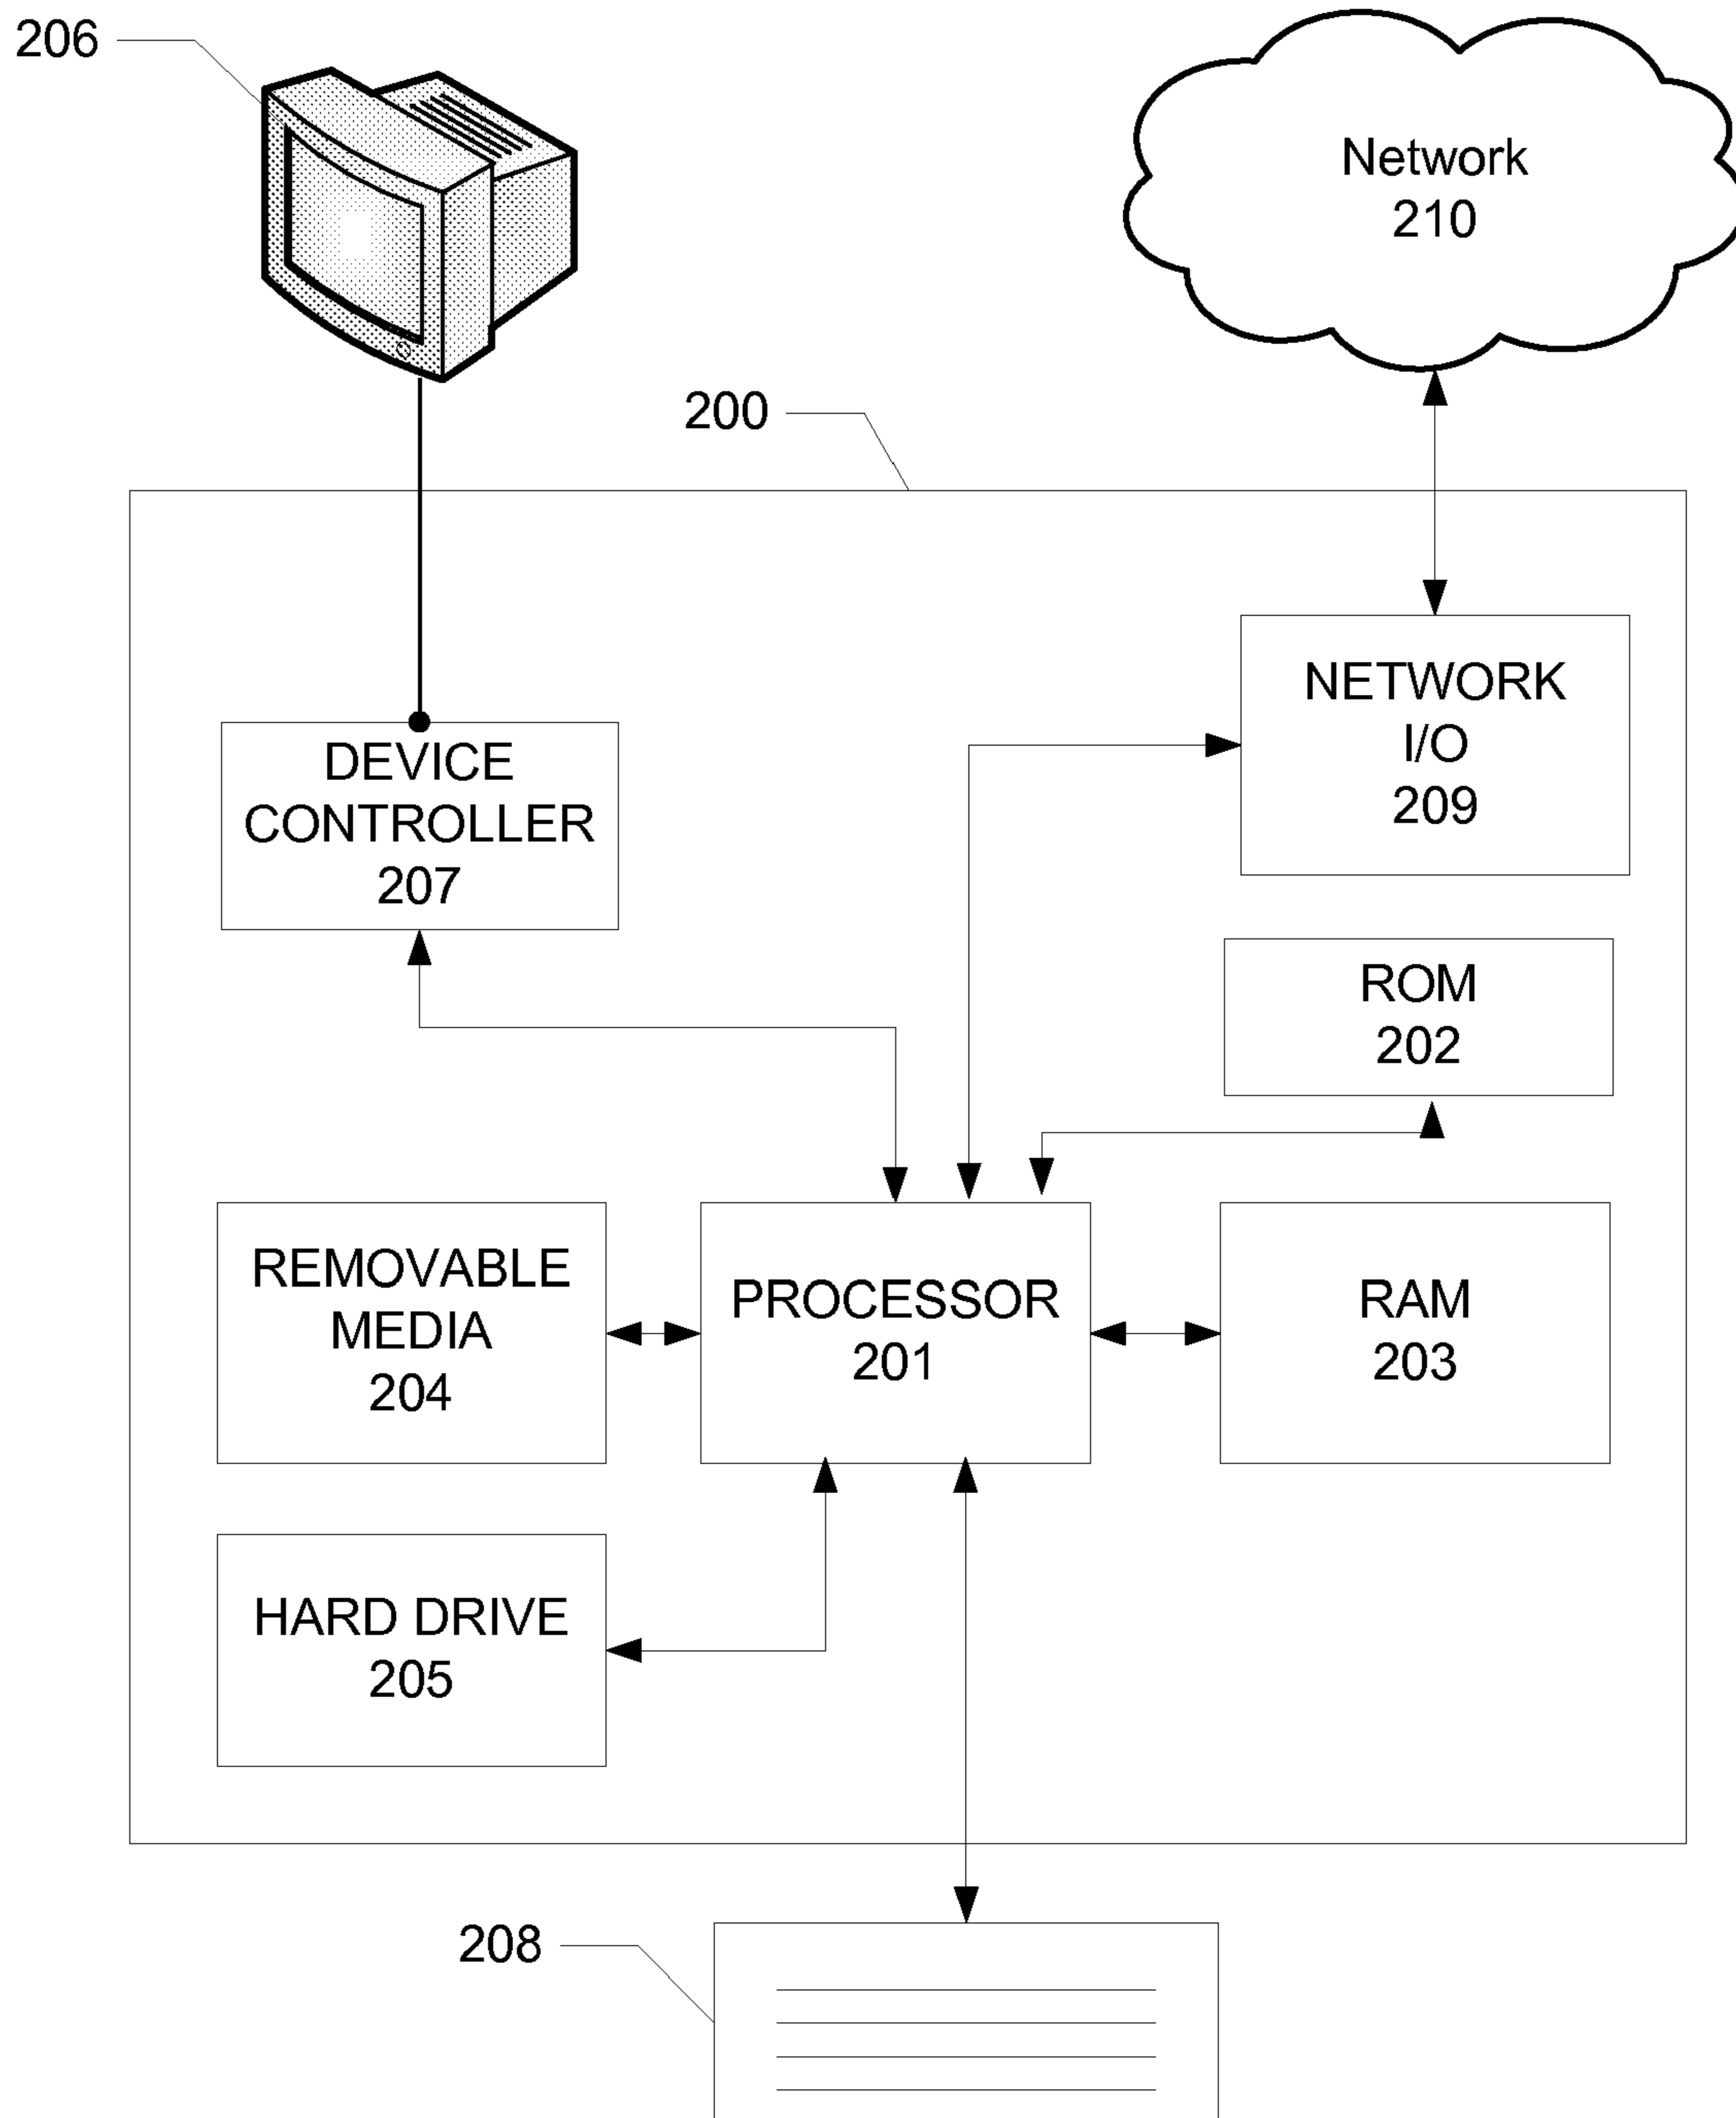 206
Network
210
200
NETWORK
I/O
209
DEVICE
CONTROLLER
207
ROM
202
REMOVABLE
MEDIA
204
PROCESSOR
201
RAM
203
HARD DRIVE
205
208